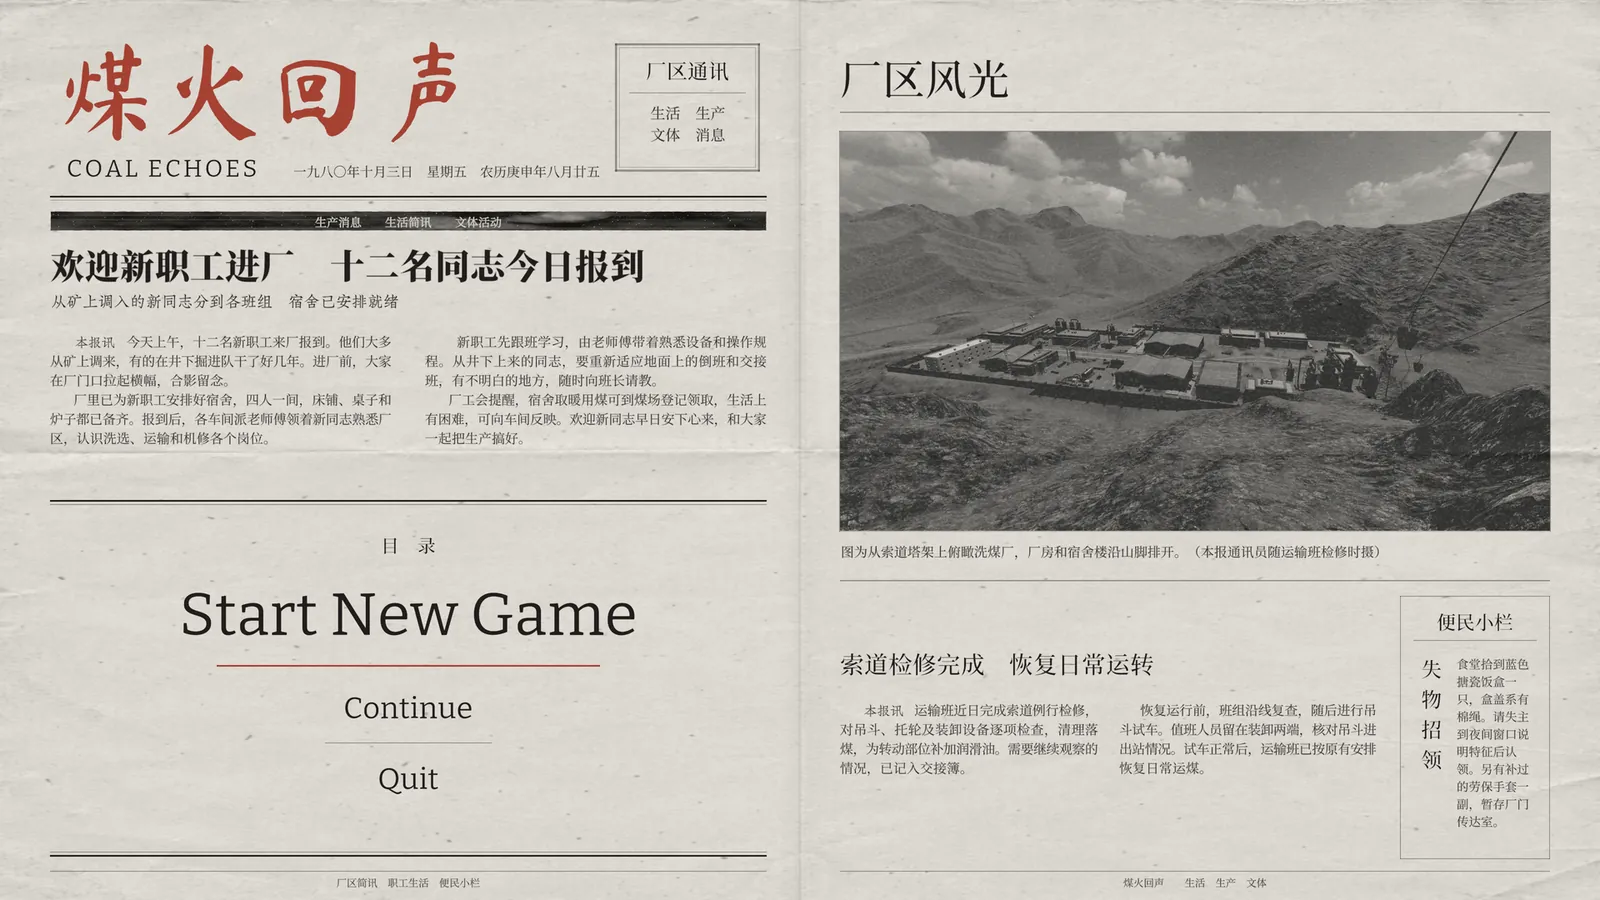 煤火回声
COAL ECHOES
一九八〇年十月三日 星期五 农历庚申年八月廿五
厂区通讯
生活 生产
文体 消息
生产消息 生活简讯 文体活动
欢迎新职工进厂 十二名同志今日报到
从矿上调入的新同志分到各班组 宿舍已安排就绪
本报讯 今天上午，十二名新职工来厂报到。他们大多
从矿上调来，有的在井下掘进队干了好几年。进厂前，大家
在厂门口拉起横幅，合影留念。
厂里已为新职工安排好宿舍，四人一间，床铺、桌子和
炉子都已备齐。报到后，各车间派老师傅领着新同志熟悉厂
区，认识洗选、运输和机修各个岗位。
新职工先跟班学习，由老师傅带着熟悉设备和操作规
程。从井下上来的同志，要重新适应地面上的倒班和交接
班，有不明白的地方，随时向班长请教。
厂工会提醒，宿舍取暖用煤可到煤场登记领取，生活上
有困难，可向车间反映。欢迎新同志早日安下心来，和大家
一起把生产搞好。
目 录
Start New Game
Continue
Quit
厂区简讯 职工生活 便民小栏
厂区风光
图为从索道塔架上俯瞰洗煤厂，厂房和宿舍楼沿山脚排开。（本报通讯员随运输班检修时摄）
索道检修完成 恢复日常运转
本报讯 运输班近日完成索道例行检修，
对吊斗、托轮及装卸设备逐项检查，清理落
煤，为转动部位补加润滑油。需要继续观察的
情况，已记入交接簿。
恢复运行前，班组沿线复查，随后进行吊
斗试车。值班人员留在装卸两端，核对吊斗进
出站情况。试车正常后，运输班已按原有安排
恢复日常运煤。
便民小栏
失物招领
食堂拾到蓝色
搪瓷饭盒一
只，盒盖系有
棉绳。请失主
到夜间窗口说
明特征后认
领。另有补过
的劳保手套一
副，暂存厂门
传达室。
煤火回声 生活 生产 文体